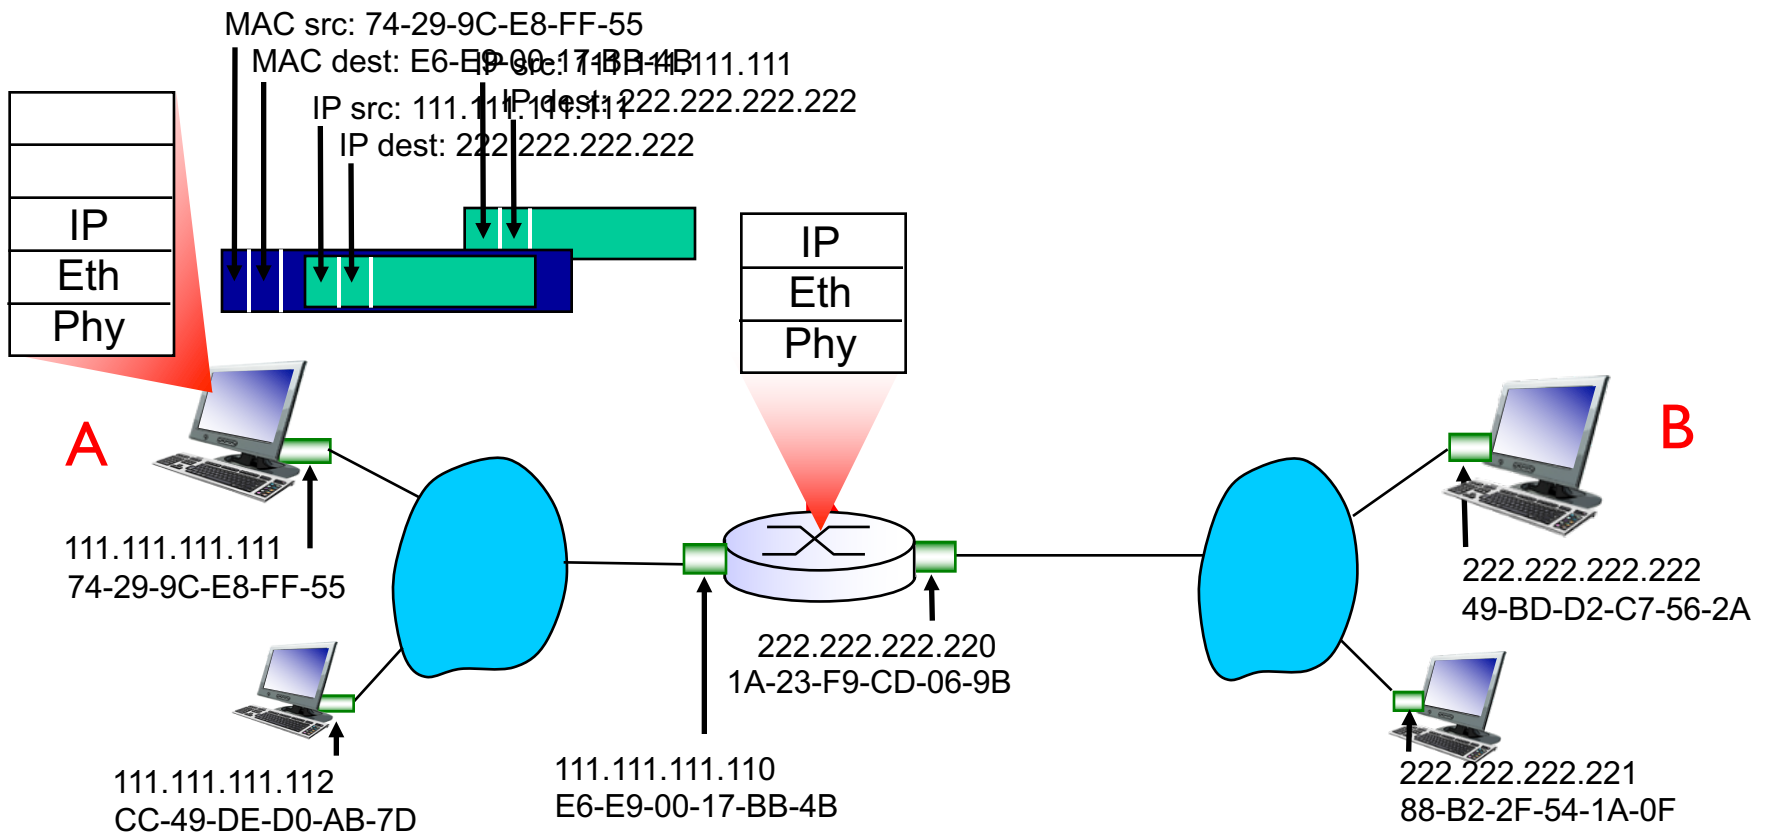 MAC src: 74-29-9C-E8-FF-55
MAC dest: E6-E9-00-17-BB-4B
IP src: 111.111.111.111
IP dest: 222.222.222.222
IP src: 111.111.111.111
IP dest: 222.222.222.222
IP
Eth
Phy
IP
Eth
Phy
A
B
111.111.111.111
74-29-9C-E8-FF-55
222.222.222.222
49-BD-D2-C7-56-2A
222.222.222.220
1A-23-F9-CD-06-9B
111.111.111.112
CC-49-DE-D0-AB-7D
111.111.111.110
E6-E9-00-17-BB-4B
222.222.222.221
88-B2-2F-54-1A-0F